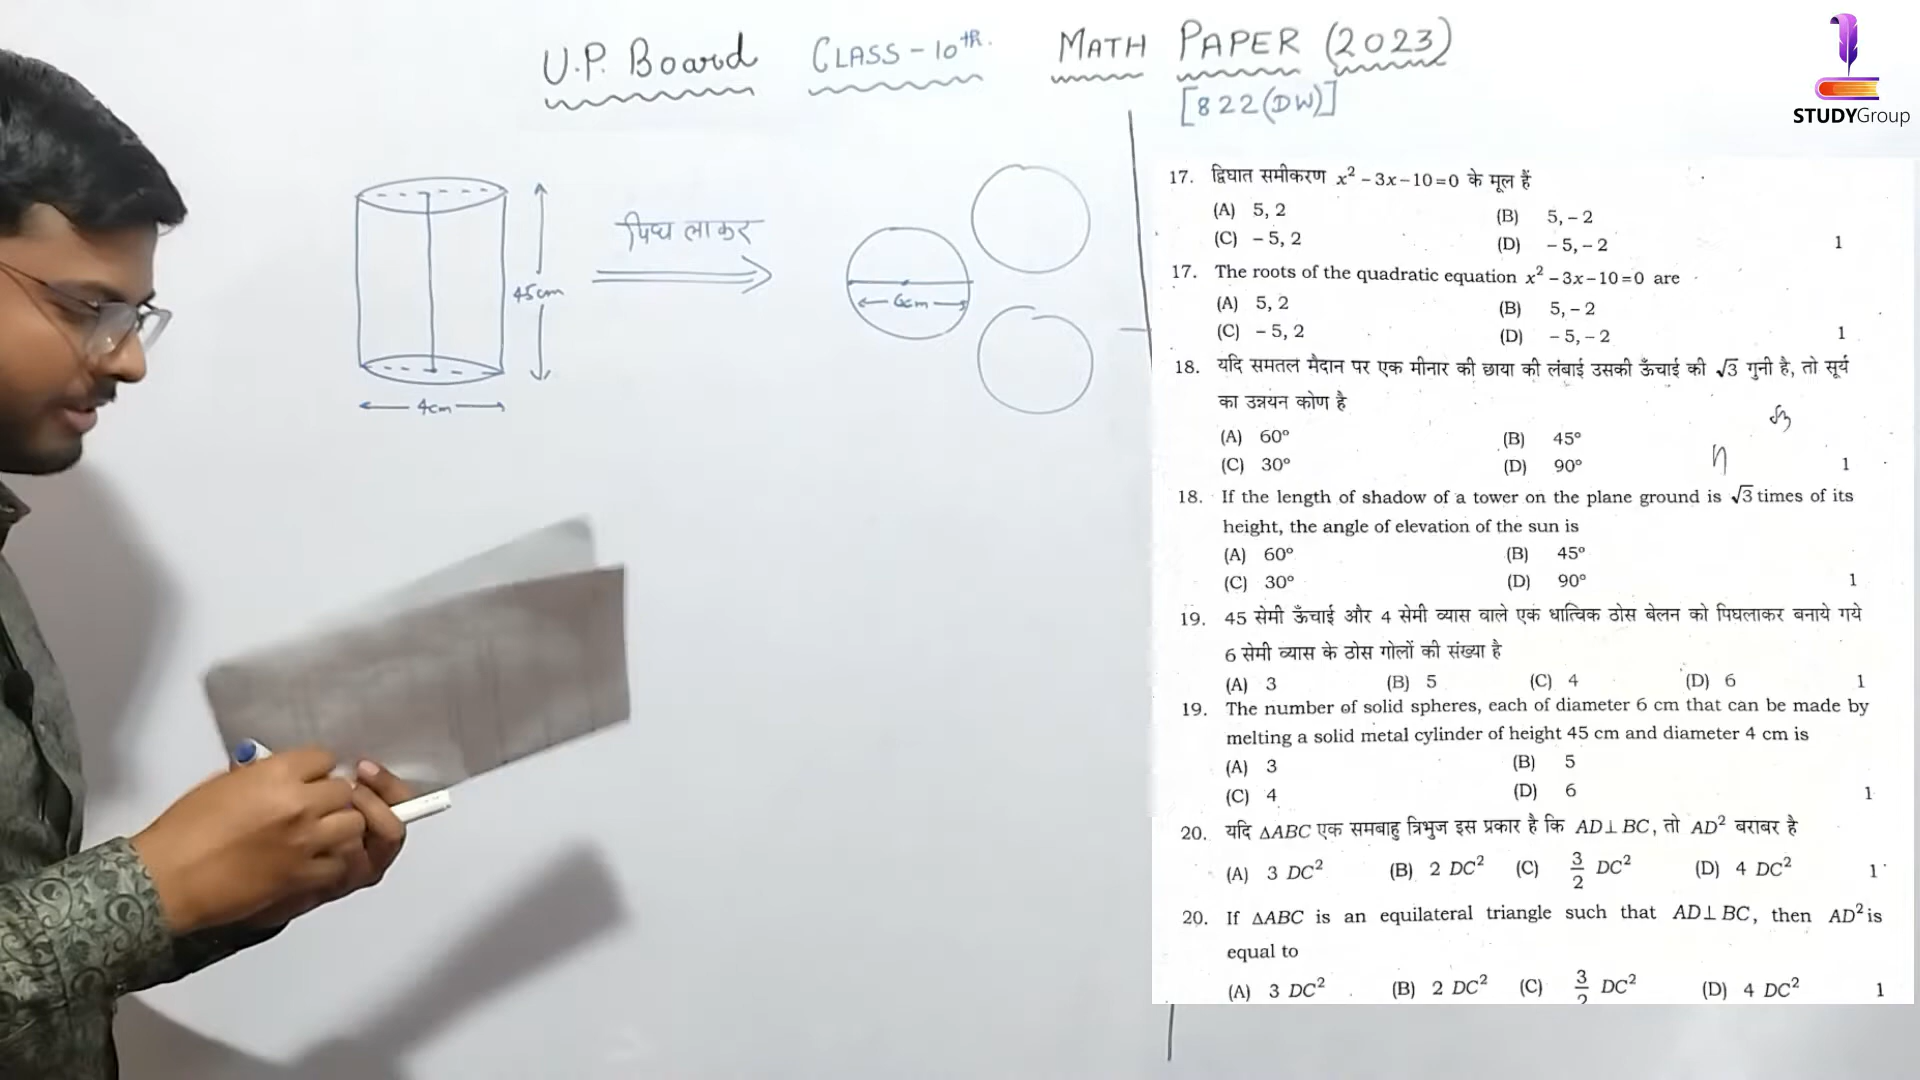 U.P. Board CLASS-10th. MATH PAPER (2023)
[822(DW)]
STUDYGroup
पिघलाकर
45cm
4cm
6cm
17. द्विघात समीकरण x² − 3x − 10 = 0 के मूल हैं
(A) 5, 2 (B) 5, − 2
(C) − 5, 2 (D) − 5, − 2 1
17. The roots of the quadratic equation x² − 3x − 10 = 0 are
(A) 5, 2 (B) 5, − 2
(C) − 5, 2 (D) − 5, − 2 1
18. यदि समतल मैदान पर एक मीनार की छाया की लंबाई उसकी ऊँचाई की √3 गुनी है, तो सूर्य
का उन्नयन कोण है
√3
(A) 60° (B) 45°
(C) 30° (D) 90° 1
18. If the length of shadow of a tower on the plane ground is √3 times of its
height, the angle of elevation of the sun is
(A) 60° (B) 45°
(C) 30° (D) 90° 1
19. 45 सेमी ऊँचाई और 4 सेमी व्यास वाले एक धात्विक ठोस बेलन को पिघलाकर बनाये गये
6 सेमी व्यास के ठोस गोलों की संख्या है
(A) 3 (B) 5 (C) 4 (D) 6 1
19. The number of solid spheres, each of diameter 6 cm that can be made by
melting a solid metal cylinder of height 45 cm and diameter 4 cm is
(A) 3 (B) 5
(C) 4 (D) 6 1
20. यदि ΔABC एक समबाहु त्रिभुज इस प्रकार है कि AD⊥BC, तो AD² बराबर है
(A) 3 DC² (B) 2 DC² (C) 3/2 DC² (D) 4 DC² 1
20. If ΔABC is an equilateral triangle such that AD⊥BC, then AD² is
equal to
(A) 3 DC² (B) 2 DC² (C) 3/2 DC² (D) 4 DC² 1